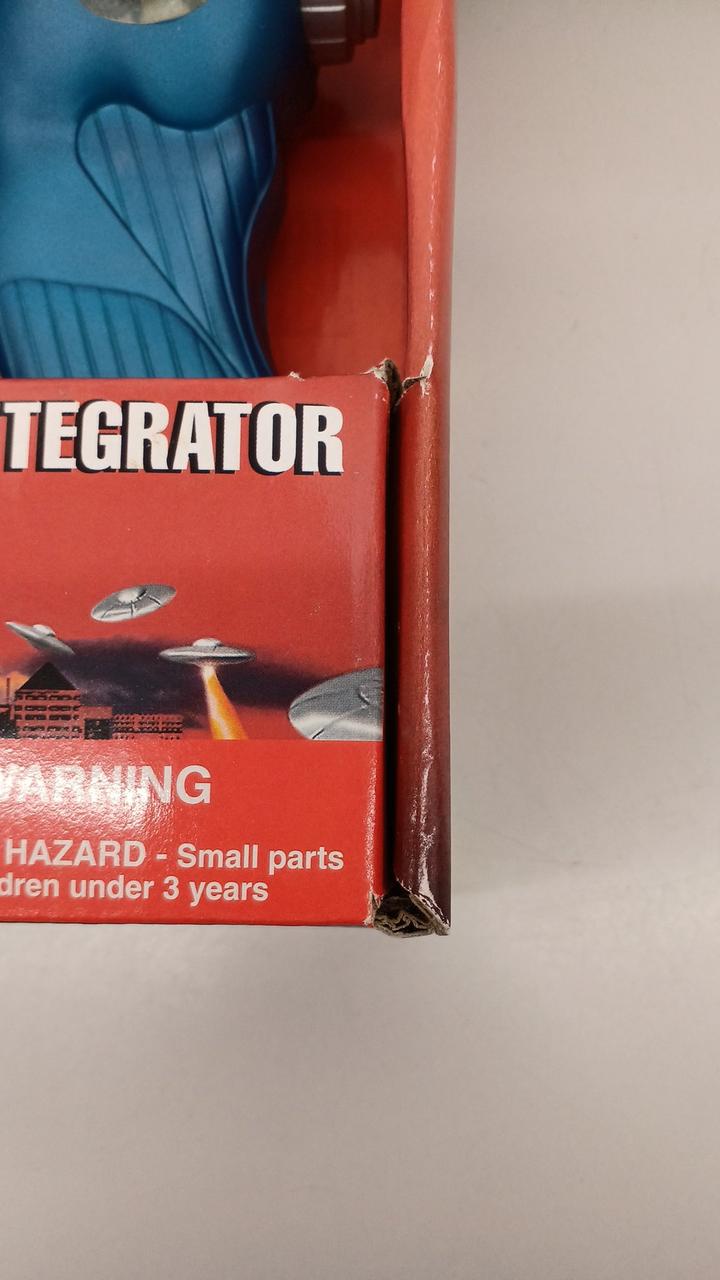 TEGRATOR
WARNING
HAZARD - Small parts
dren under 3 years